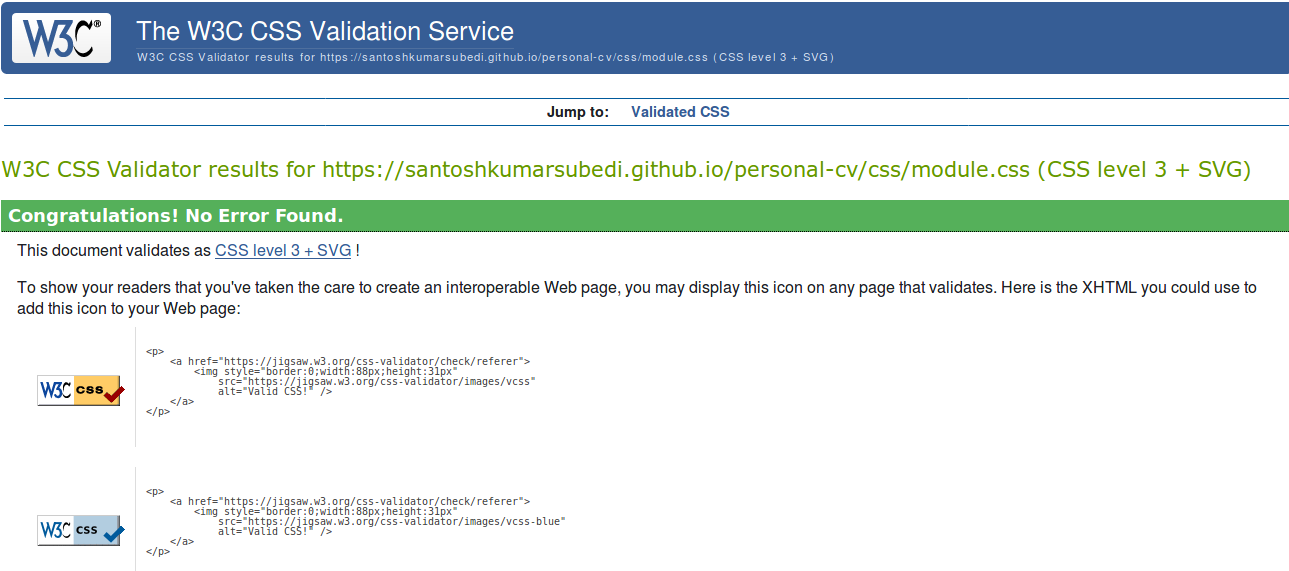 W3C®
The W3C CSS Validation Service
W3C CSS Validator results for https://santoshkumarsubedi.github.io/personal-cv/css/module.css (CSS level 3 + SVG)
Jump to: Validated CSS
W3C CSS Validator results for https://santoshkumarsubedi.github.io/personal-cv/css/module.css (CSS level 3 + SVG)
Congratulations! No Error Found.
This document validates as CSS level 3 + SVG !
To show your readers that you've taken the care to create an interoperable Web page, you may display this icon on any page that validates. Here is the XHTML you could use to
add this icon to your Web page:
W3C css
<p>
<a href="https://jigsaw.w3.org/css-validator/check/referer">
<img style="border:0;width:88px;height:31px"
src="https://jigsaw.w3.org/css-validator/images/vcss"
alt="Valid CSS!" />
</a>
</p>
W3C css
<p>
<a href="https://jigsaw.w3.org/css-validator/check/referer">
<img style="border:0;width:88px;height:31px"
src="https://jigsaw.w3.org/css-validator/images/vcss-blue"
alt="Valid CSS!" />
</a>
</p>